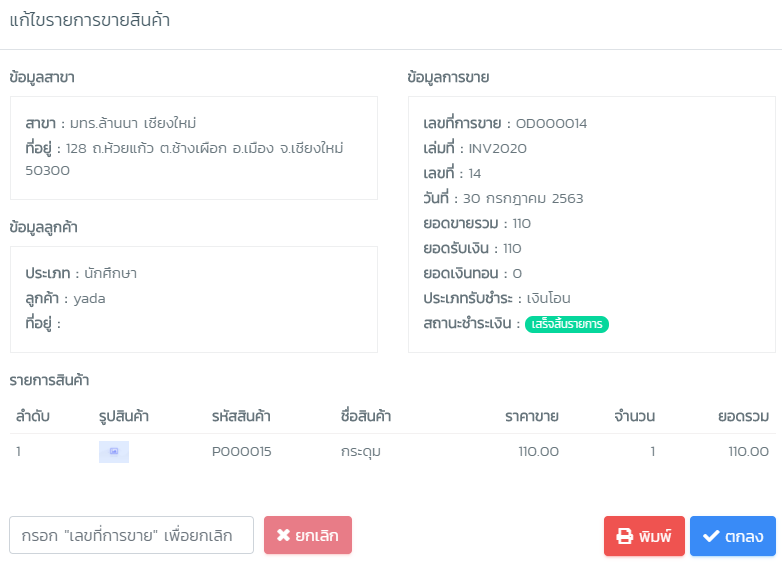 แก้ไขรายการขายสินค้า
ข้อมูลสาขา
สาขา : มทร.ล้านนา เชียงใหม่
ที่อยู่ : 128 ถ.ห้วยแก้ว ต.ช้างเผือก อ.เมือง จ.เชียงใหม่
50300
ข้อมูลลูกค้า
ประเภท : นักศึกษา
ลูกค้า : yada
ที่อยู่ :
ข้อมูลการขาย
เลขที่การขาย : OD000014
เล่มที่ : INV2020
เลขที่ : 14
วันที่ : 30 กรกฎาคม 2563
ยอดขายรวม : 110
ยอดรับเงิน : 110
ยอดเงินทอน : 0
ประเภทรับชำระ : เงินโอน
สถานะชำระเงิน : เสร็จสิ้นรายการ
รายการสินค้า
ลำดับ รูปสินค้า รหัสสินค้า ชื่อสินค้า ราคาขาย จำนวน ยอดรวม
1 P000015 กระดุม 110.00 1 110.00
กรอก "เลขที่การขาย" เพื่อยกเลิก ยกเลิก พิมพ์ ตกลง